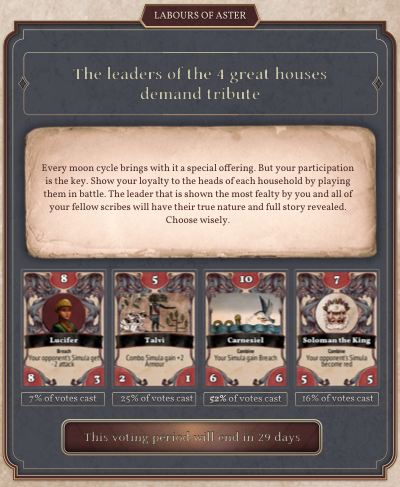 LABOURS OF ASTER
The leaders of the 4 great houses
demand tribute
Every moon cycle brings with it a special offering. But your participation
is the key. Show your loyalty to the heads of each household by playing
them in battle. The leader that is shown the most fealty by you and all of
your fellow scribes will have their true nature and full story revealed.
Choose wisely.
8
Lucifer
Breach
Your opponent's Simula get
-2 attack
8 3
7% of votes cast
5
Talvi
Combo Simula gain +2
Armour
2 1
25% of votes cast
10
Carnesiel
Combine
Your Simula gain Breach
6 6
52% of votes cast
7
Soloman the King
Combine
Your opponent's Simula
become red
5 5
16% of votes cast
This voting period will end in 29 days